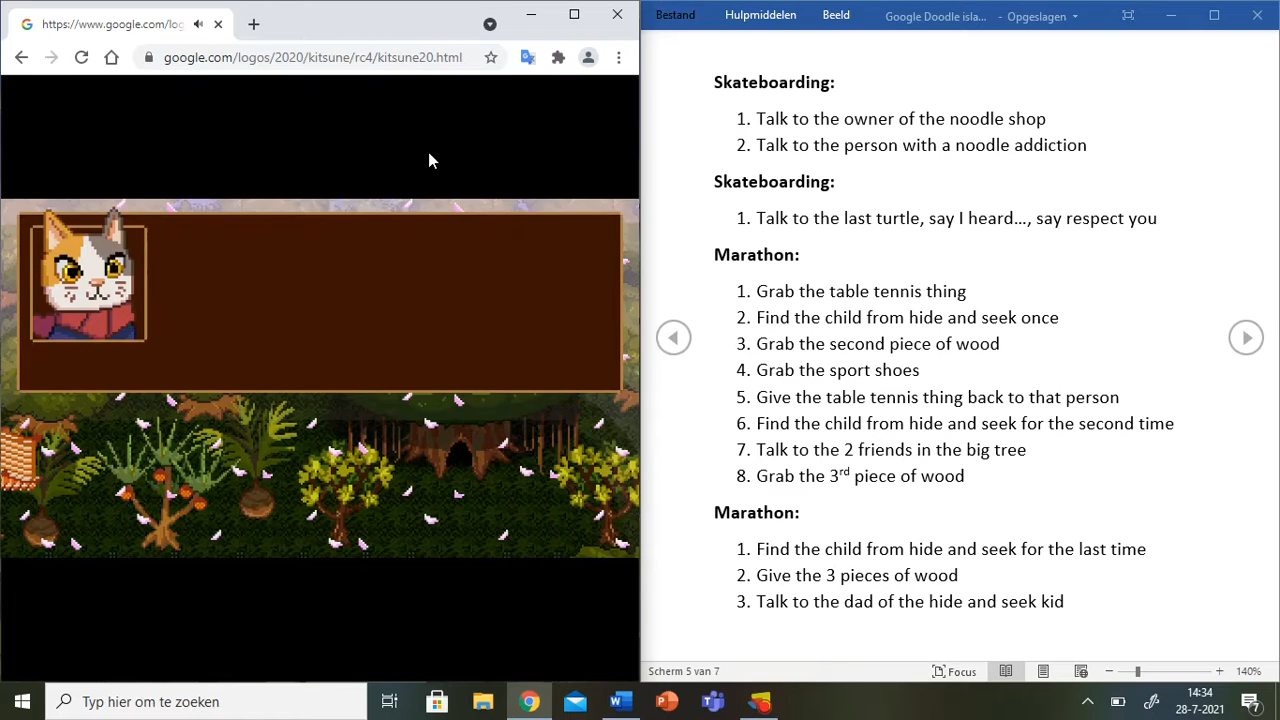 https://www.google.com/log
google.com/logos/2020/kitsune/rc4/kitsune20.html
Bestand Hulpmiddelen Beeld Google Doodle isla... - Opgeslagen
Skateboarding:
1. Talk to the owner of the noodle shop
2. Talk to the person with a noodle addiction
Skateboarding:
1. Talk to the last turtle, say I heard..., say respect you
Marathon:
1. Grab the table tennis thing
2. Find the child from hide and seek once
3. Grab the second piece of wood
4. Grab the sport shoes
5. Give the table tennis thing back to that person
6. Find the child from hide and seek for the second time
7. Talk to the 2 friends in the big tree
8. Grab the 3rd piece of wood
Marathon:
1. Find the child from hide and seek for the last time
2. Give the 3 pieces of wood
3. Talk to the dad of the hide and seek kid
Scherm 5 van 7 Focus 140%
Typ hier om te zoeken
14:34
28-7-2021
7